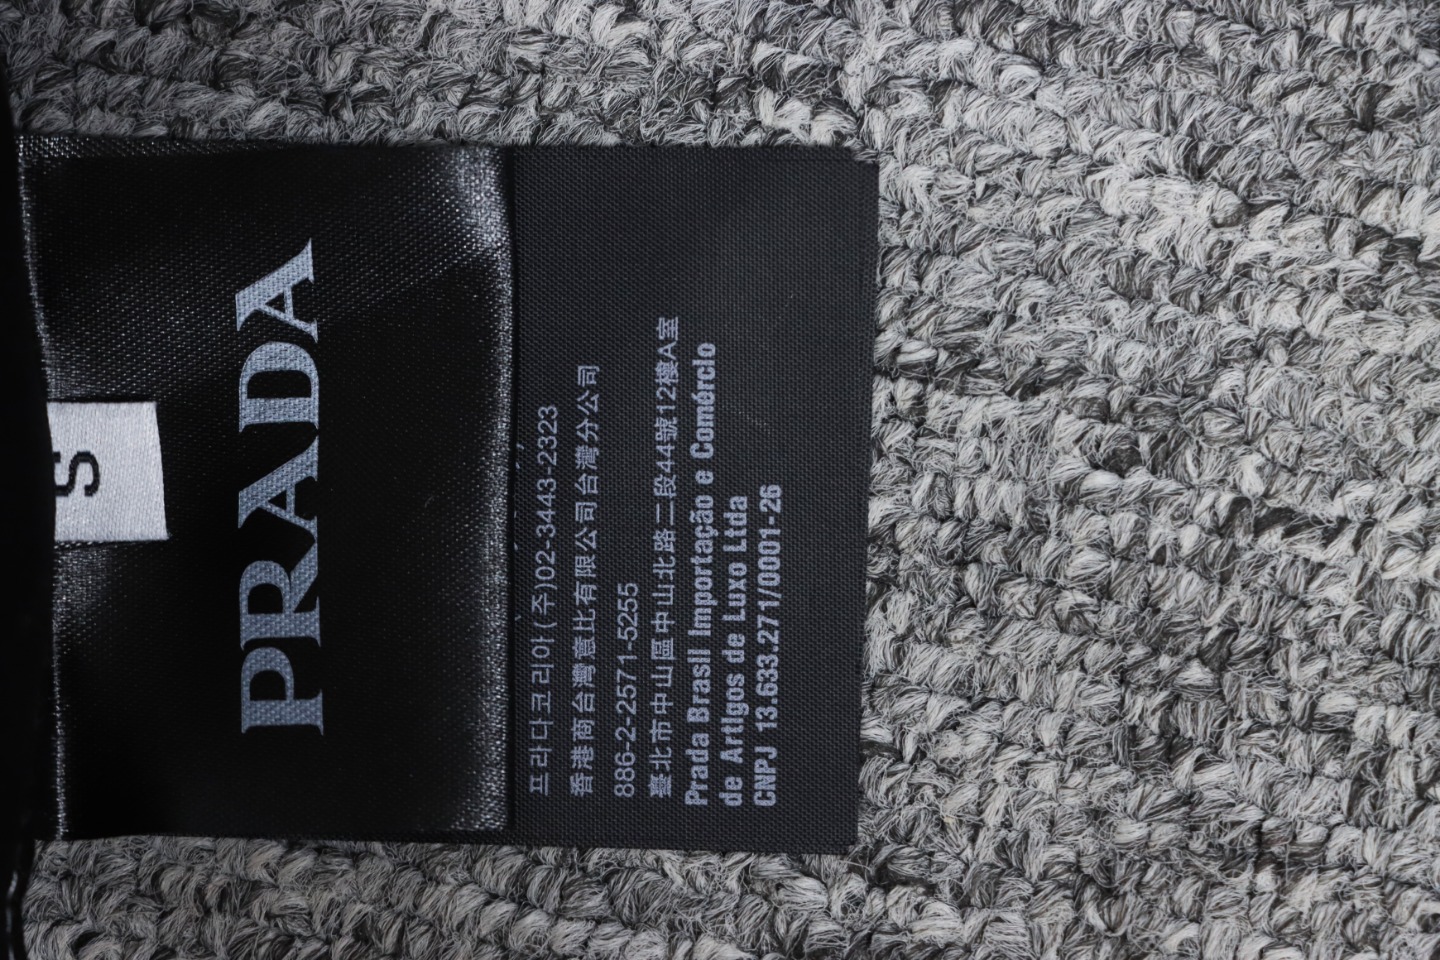 S
PRADA
프라다코리아(주)02-3443-2323
香港商台灣意比有限公司台灣分公司
886-2-2571-5255
臺北市中山區中山北路二段44號12樓A室
Prada Brasil Importação e Comércio
de Artigos de Luxo Ltda
CNPJ 13.633.271/0001-26